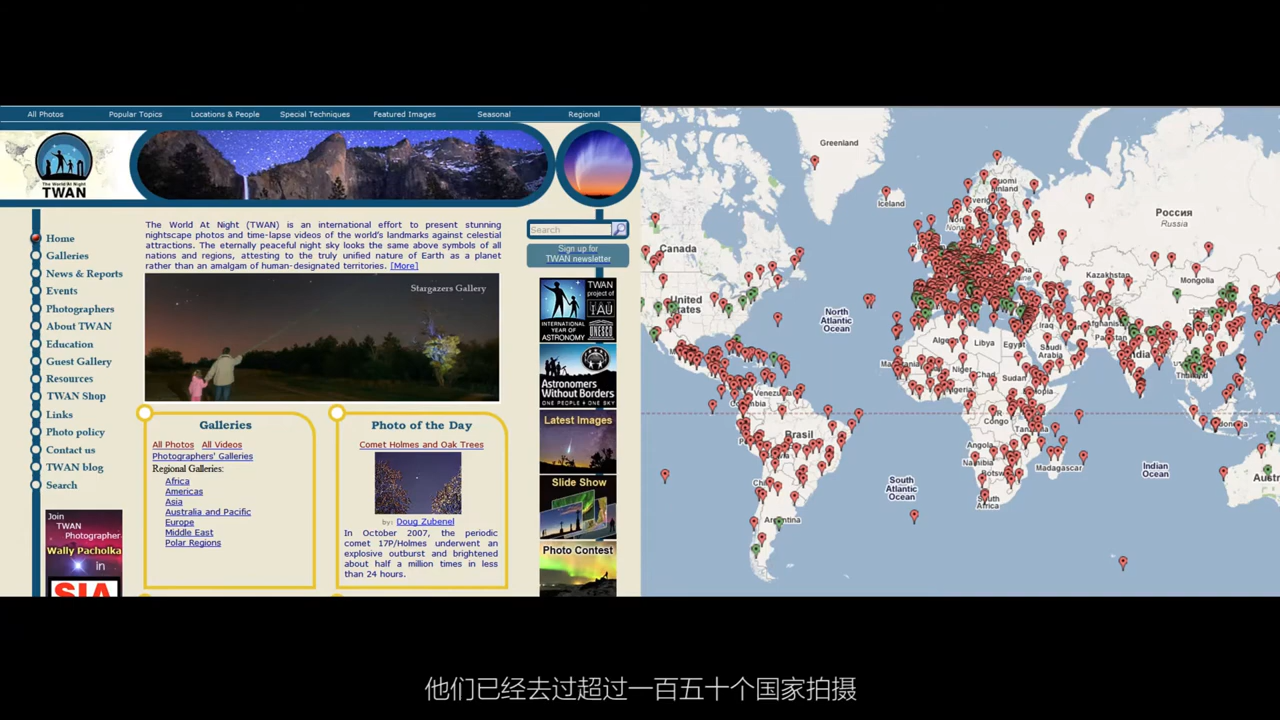 All Photos
Popular Topics
Locations & People
Special Techniques
Featured Images
Seasonal
Regional
The World At Night
TWAN
Home
Galleries
News & Reports
Events
Photographers
About TWAN
Education
Guest Gallery
Resources
TWAN Shop
Links
Photo policy
Contact us
TWAN blog
Search
Join
TWAN
Photographer
Wally Pacholka
in
SIA
The World At Night (TWAN) is an international effort to present stunning
nightscape photos and time-lapse videos of the world's landmarks against celestial
attractions. The eternally peaceful night sky looks the same above symbols of all
nations and regions, attesting to the truly unified nature of Earth as a planet
rather than an amalgam of human-designated territories. [More]
Stargazers Gallery
Galleries
All Photos All Videos
Photographers' Galleries
Regional Galleries:
Africa
Americas
Asia
Australia and Pacific
Europe
Middle East
Polar Regions
Photo of the Day
Comet Holmes and Oak Trees
by: Doug Zubenel
In October 2007, the periodic
comet 17P/Holmes underwent an
explosive outburst and brightened
about half a million times in less
than 24 hours.
Search
Sign up for
TWAN newsletter
TWAN
project of
IAU
INTERNATIONAL
YEAR OF
ASTRONOMY
UNESCO
Astronomers
Without Borders
ONE PEOPLE ONE SKY
Latest Images
Slide Show
Photo Contest
Greenland
Iceland
Suomi
Finland
Norge
Россия
Russia
Canada
United
States
North
Atlantic
Ocean
Kazakhstan
Mongolia
Afghanistan
Pakistan
India
Thailand
Iraq
Saudi
Arabia
Libya
Egypt
Niger
Chad
Sudan
Nigeria
Venezuela
Brasil
Congo
Angola
Namibia
Madagascar
South
Africa
South
Atlantic
Ocean
Indian
Ocean
Argentina
Indonesia
Austr
他们已经去过超过一百五十个国家拍摄